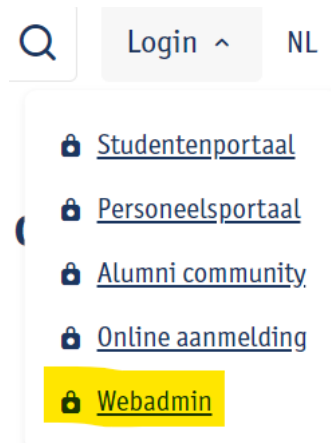 Login NL
Studentenportaal
Personeelsportaal
Alumni community
Online aanmelding
Webadmin